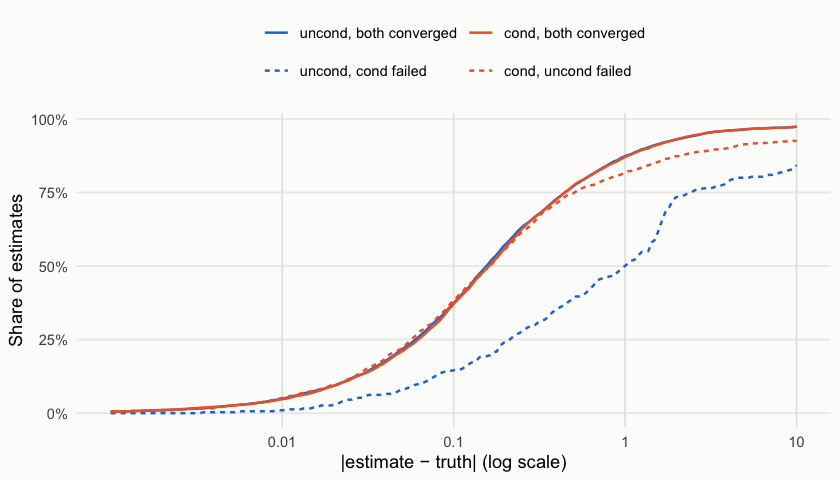 uncond, both converged
cond, both converged
uncond, cond failed
cond, uncond failed
100%
75%
50%
25%
0%
Share of estimates
0.01
0.1
1
10
|estimate − truth| (log scale)